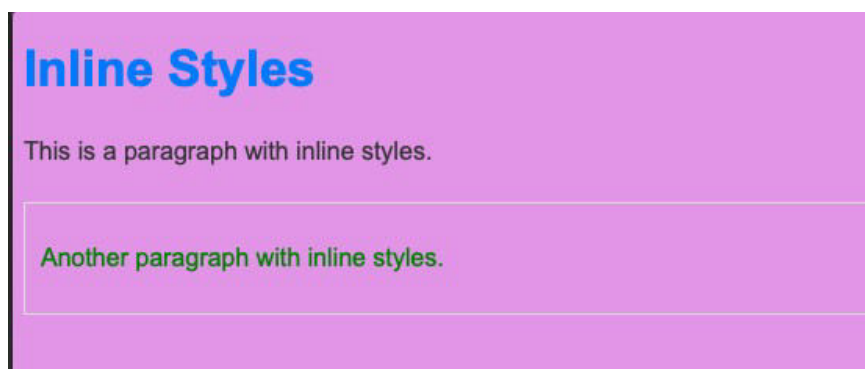 Inline Styles
This is a paragraph with inline styles.
Another paragraph with inline styles.